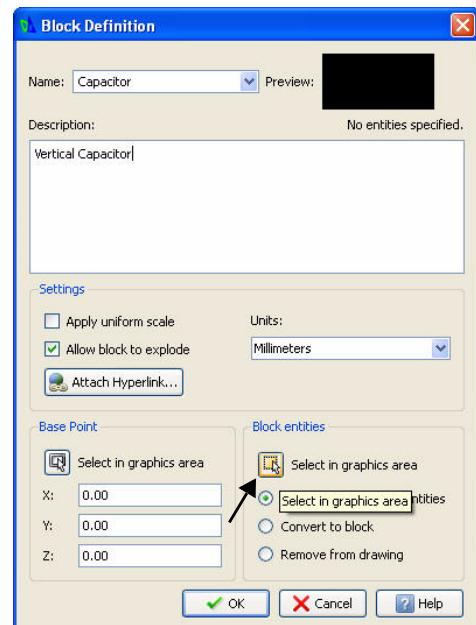 Block Definition
Name: Capacitor Preview:
Description: No entities specified.
Vertical Capacitor
Settings
Apply uniform scale
Units:
Allow block to explode
Millimeters
Attach Hyperlink...
Base Point
Block entities
Select in graphics area
Select in graphics area
X: 0.00
Select in graphics area
ntities
Y: 0.00
Convert to block
Z: 0.00
Remove from drawing
OK Cancel Help